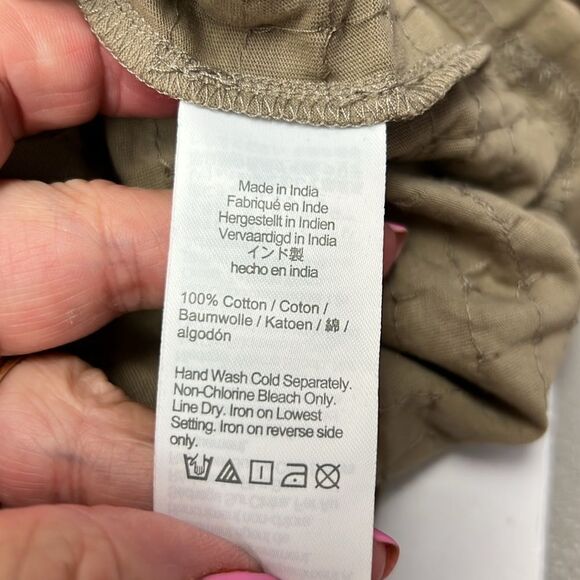 Made in India
Fabriqué en Inde
Hergestellt in Indien
Vervaardigd in India
インド製
hecho en india
100% Cotton / Coton /
Baumwolle / Katoen / 綿 /
algodón
Hand Wash Cold Separately.
Non-Chlorine Bleach Only.
Line Dry. Iron on Lowest
Setting. Iron on reverse side
only.